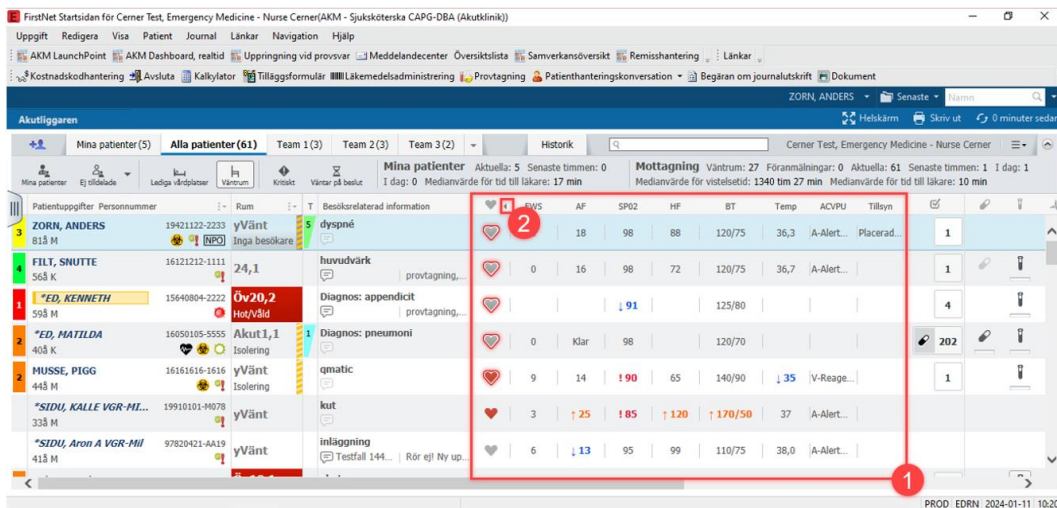 FirstNet Startsidan för Cerner Test, Emergency Medicine - Nurse Cerner(AKM - Sjuksköterska CAPG-DBA (Akutklinik))
Uppgift Redigera Visa Patient Journal Länkar Navigation Hjälp
AKM LaunchPoint AKM Dashboard, realtid Uppringning vid provsvar Meddelandecenter Översiktslista Samverkansöversikt Remisshantering Länkar
Kostnadskodhantering Avsluta Kalkylator Tilläggsformulär Läkemedelsadministrering Provtagning Patienthanteringskonversation Begäran om journalutskrift Dokument
ZORN, ANDERS Senaste Namn
Akutliggaren Helskärm Skriv ut 0 minuter sedan
Mina patienter (5) Alla patienter (61) Team 1 (3) Team 2 (3) Team 3 (2) Historik Cerner Test, Emergency Medicine - Nurse Cerner
Mina patienter Ej tilldelade Lediga vårdplatser Väntrum Kritiskt Väntar på beslut
Mina patienter Aktuella: 5 Senaste timmen: 0
I dag: 0 Medianvärde för tid till läkare: 17 min
Mottagning Väntrum: 27 Föranmälningar: 0 Aktuella: 61 Senaste timmen: 1 I dag: 1
Medianvärde för vistelsetid: 1340 tim 27 min Medianvärde för tid till läkare: 10 min
Patientuppgifter Personnummer Rum T Besöksrelaterad information EWS AF SPO2 HF BT Temp ACVPU Tillsyn
2
3 ZORN, ANDERS 19421122-2233 yVänt 5 dyspné 18 98 88 120/75 36,3 A-Alert... Placerad... 1
81å M NPO Inga besökare
4 FILT, SNUTTE 16121212-1111 24,1 huvudvärk 0 16 98 72 120/75 36,7 A-Alert... 1
56å K provtagning,...
1 *ED, KENNETH 15640804-2222 Öv20,2 Diagnos: appendicit ↓91 125/80 4
59å M Hot/Våld provtagning,...
2 *ED, MATILDA 16050105-5555 Akut1,1 1 Diagnos: pneumoni 0 Klar 98 120/70 202
40å K Isolering
2 MUSSE, PIGG 16161616-1616 yVänt qmatic 9 14 !90 65 140/90 ↓35 V-Reage... 1
44å M Isolering
*SIDU, KALLE VGR-MI... 19910101-M078 yVänt kut 3 ↑25 !85 ↑120 ↑170/50 37 A-Alert...
33å M
*SIDU, Aron A VGR-Mil 97820421-AA19 yVänt inläggning 6 ↓13 95 99 110/75 38,0 A-Alert...
41å M Testfall 144... Rör ej! Ny up...
1
PROD EDRN 2024-01-11 10:20